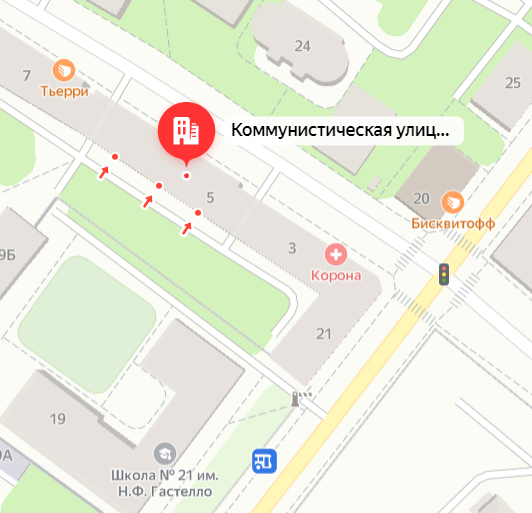 24
7
Тьерри
25
Коммунистическая улиц...
5
20
Бисквитофф
3
Корона
9Б
21
19
9А
Школа № 21 им.
Н.Ф. Гастелло